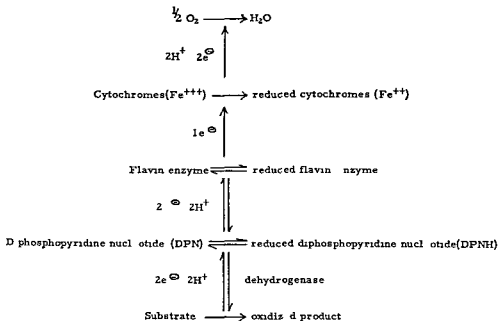 ½ O₂ → H₂O
2H⁺ 2e⊖
Cytochromes(Fe⁺⁺⁺) → reduced cytochromes (Fe⁺⁺)
1e⊖
Flavin enzyme ⇌ reduced flavin nzyme
2 ⊖ 2H⁺
D phosphopyridine nucl otide (DPN) ⇌ reduced diphosphopyridine nucl otide(DPNH)
2e⊖ 2H⁺ dehydrogenase
Substrate → oxidiz d product